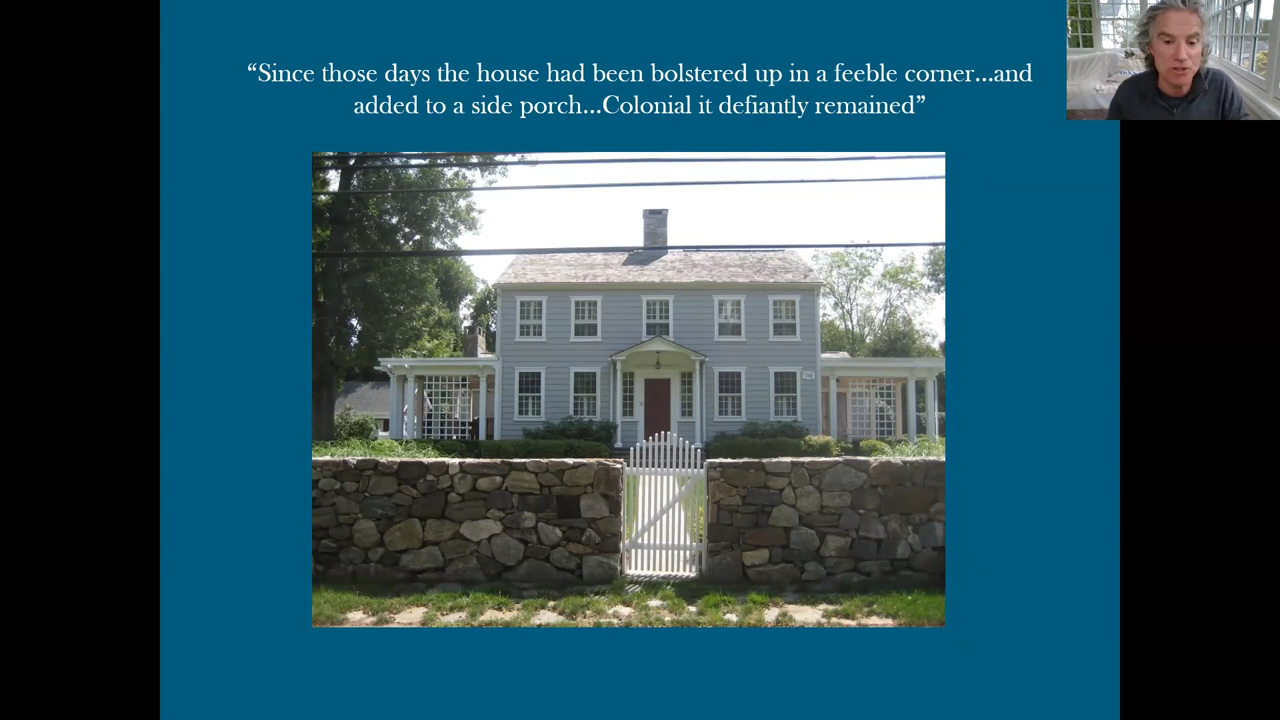 “Since those days the house had been bolstered up in a feeble corner...and
added to a side porch...Colonial it defiantly remained”